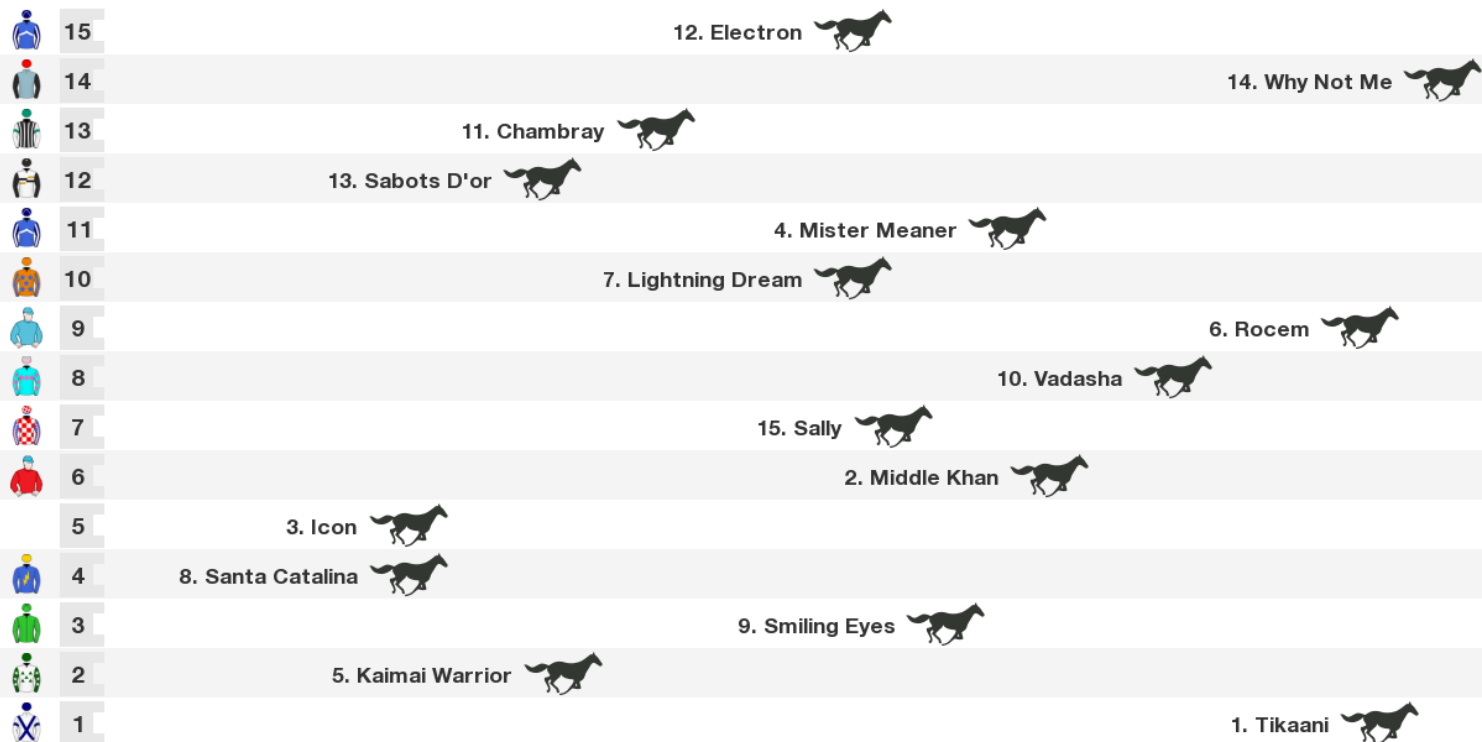 15 12. Electron
14 14. Why Not Me
13 11. Chambray
12 13. Sabots D'or
11 4. Mister Meaner
10 7. Lightning Dream
9 6. Rocem
8 10. Vadasha
7 15. Sally
6 2. Middle Khan
5 3. Icon
4 8. Santa Catalina
3 9. Smiling Eyes
2 5. Kaimai Warrior
1 1. Tikaani